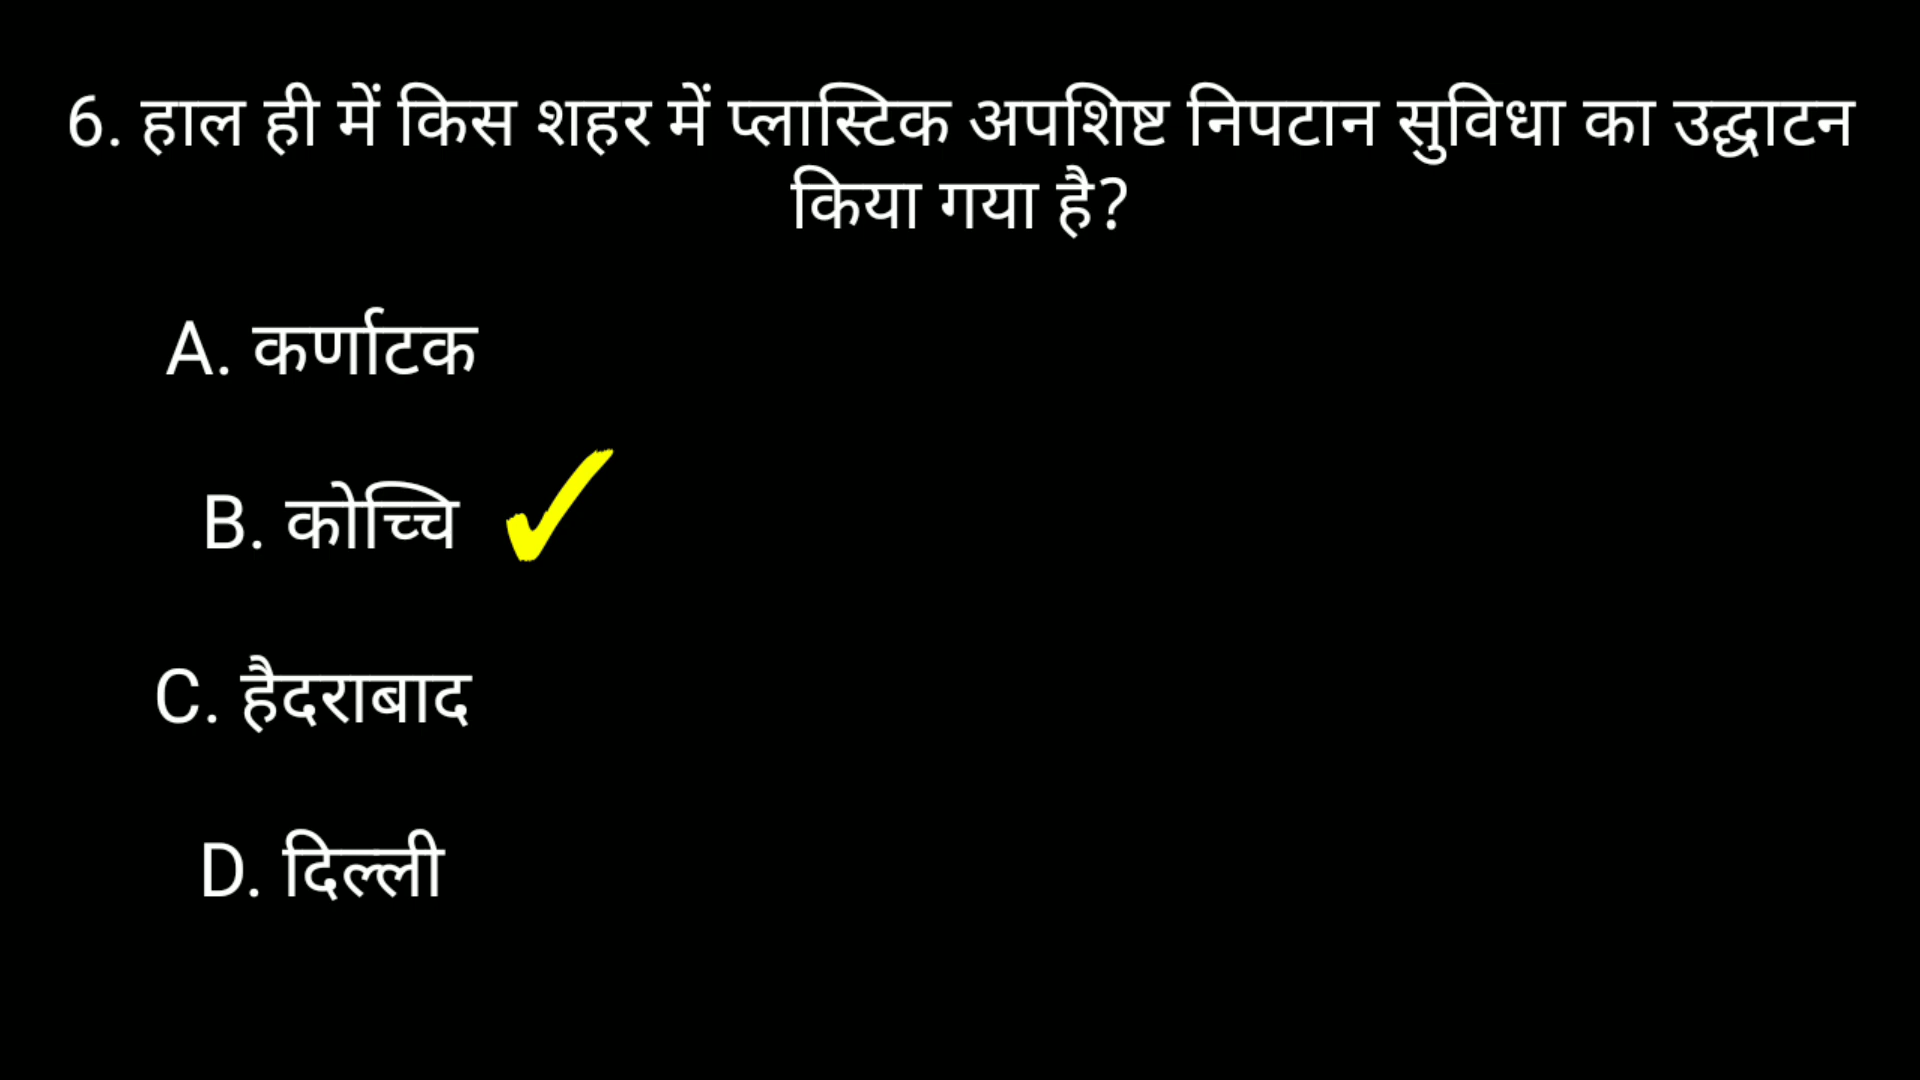 6. हाल ही में किस शहर में प्लास्टिक अपशिष्ट निपटान सुविधा का उद्घाटन
किया गया है?
A. कर्णाटक
B. कोच्चि
C. हैदराबाद
D. दिल्ली